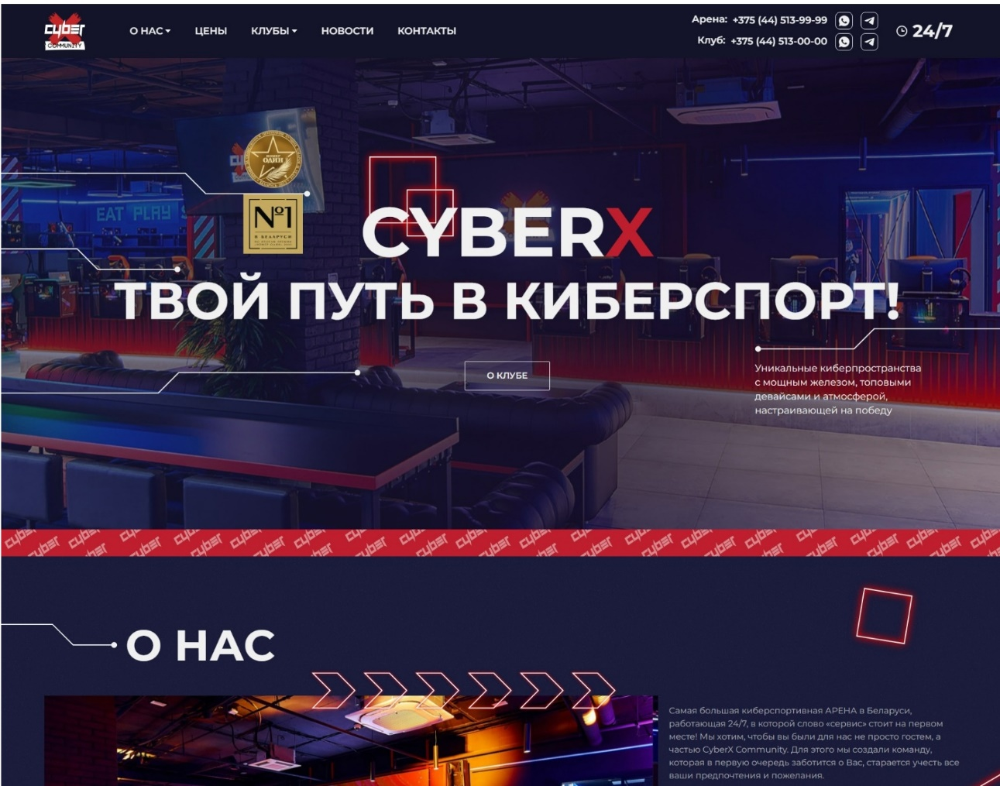 cyber
COMMUNITY
О НАС
ЦЕНЫ
КЛУБЫ
НОВОСТИ
КОНТАКТЫ
Арена: +375 (44) 513-99-99
Клуб: +375 (44) 513-00-00
24/7
НОМЕР
ОДИН
EAT PLAY S
№1
В БЕЛАРУСИ
CYBERX
ТВОЙ ПУТЬ В КИБЕРСПОРТ!
О КЛУБЕ
Уникальные киберпространства
с мощным железом, топовыми
девайсами и атмосферой,
настраивающей на победу
О НАС
Самая большая киберспортивная АРЕНА в Беларуси,
работающая 24/7, в которой слово «сервис» стоит на первом
месте! Мы хотим, чтобы вы были для нас не просто гостем, а
частью CyberX Community. Для этого мы создали команду,
которая в первую очередь заботится о Вас, старается учесть все
ваши предпочтения и пожелания.